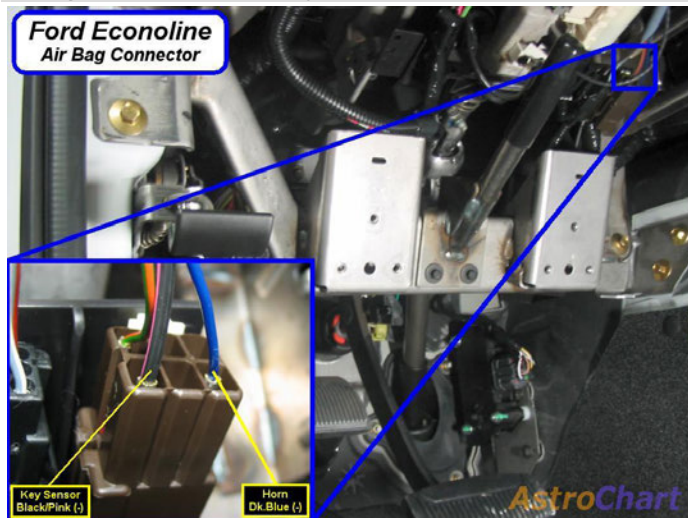 Ford Econoline
Air Bag Connector
Key Sensor
Black/Pink (-)
Horn
Dk.Blue (-)
AstroChart